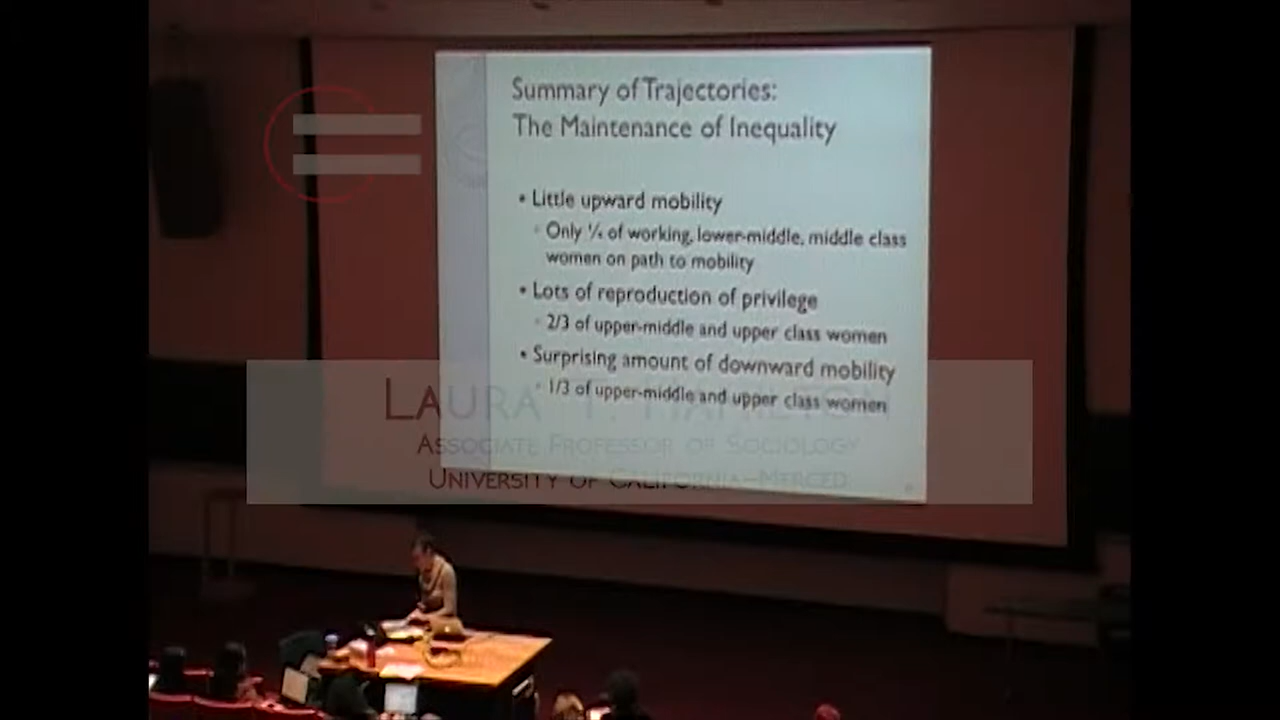 Summary of Trajectories:
The Maintenance of Inequality
• Little upward mobility
Only ¼ of working, lower-middle, middle class
women on path to mobility
• Lots of reproduction of privilege
2/3 of upper-middle and upper class women
• Surprising amount of downward mobility
1/3 of upper-middle and upper class women
LAURA T. HAMILTON
ASSOCIATE PROFESSOR OF SOCIOLOGY
UNIVERSITY OF CALIFORNIA–MERCED